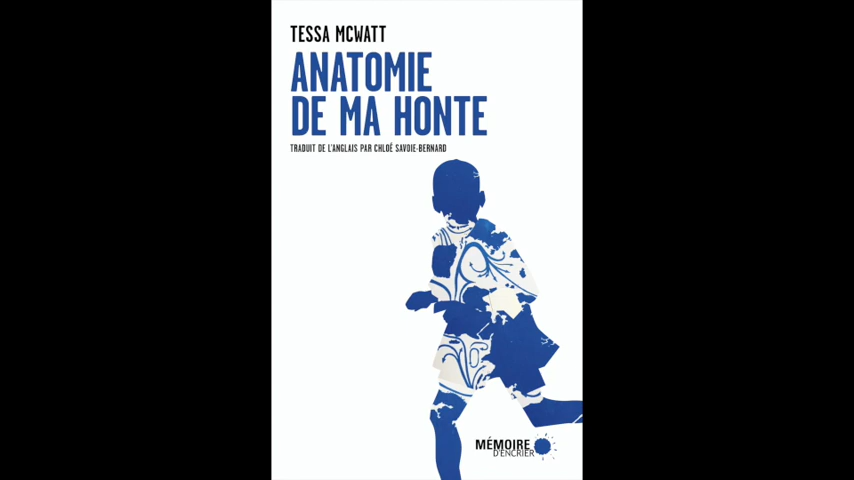 TESSA MCWATT
ANATOMIE
DE MA HONTE
TRADUIT DE L'ANGLAIS PAR CHLOÉ SAVOIE-BERNARD
MÉMOIRE
D'ENCRIER